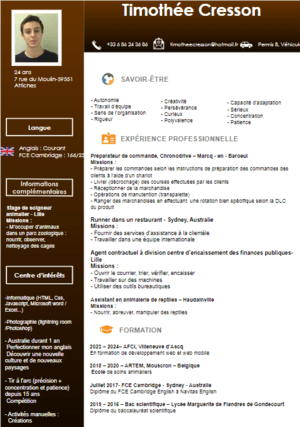 Timothée Cresson
+33 6 86 24 36 86
timotheecresson@hotmail.fr
Permis B, Véhicu
24 ans
7 rue du Moulin-59551
Attiches
Langue
Anglais : Courant
FCE Cambridge : 166/23
Informations
complémentaires
Stage de soigneur
animalier - Lille
Missions :
-M'occuper d'animaux
dans un parc zoologique :
nourrir, observer,
nettoyage des cages
Centre d'intérêts
-Informatique (HTML, Css,
Javascript, Microsoft word /
Excel...)
-Photographie (lightning room
/Photoshop)
- Australie durant 1 an
Perfectionner mon anglais
Découvrir une nouvelle
culture et de nouveaux
paysages
- Tir à l'arc (précision +
concentration et patience)
depuis 15 ans
Compétition
- Activités manuelles :
Créations
SAVOIR-ÊTRE
- Autonomie
- Travail d'équipe
- Sens de l'organisation
- Rigueur
- Créativité
- Persévérance
- Curieux
- Polyvalence
- Capacité d'adaptation
- Sérieux
- Concentration
- Patience
EXPÉRIENCE PROFESSIONNELLE
Préparateur de commande, Chronodrive – Marcq - en - Baroeul
Missions :
- Préparer les commandes selon les instructions de préparation des commandes
à l'aide d'un chariot
- Livrer (décrochage) des courses effectuées par les clients
- Réceptionner de la marchandise
- Opérations de manutention (transpalette)
- Ranger des marchandises en effectuant une rotation bien spécifique selon la DLC
du produit
Runner dans un restaurant - Sydney, Australie
Missions :
- Fournir des services d'assistance à la clientèle
- Travailler dans une équipe internationale
Agent contractuel à division centre d'encaissement des finances publiques-
Lille
Missions :
- Ouvrir le courrier, trier, vérifier, encaisser
- Travailler sur des machines
- Utiliser des outils bureautiques
Assistant en animalerie de reptiles – Houdainville
Missions :
- Nourrir, abreuver, manipuler des reptiles
FORMATION
2022 – 2024– AFCI, Villeneuve d'Ascq
En formation de développement web et web mobile
2018 – 2020 – ARTEM, Mouscron – Belgique
Ecole de soins animaliers
Juillet 2017- FCE Cambridge - Sydney - Australie
Diplôme du FCE Cambridge English à Navitas English
2015 – 2016 – Bac scientifique – Lycée Marguerite de Flandres de Gondecourt
Diplôme du baccalauréat scientifique